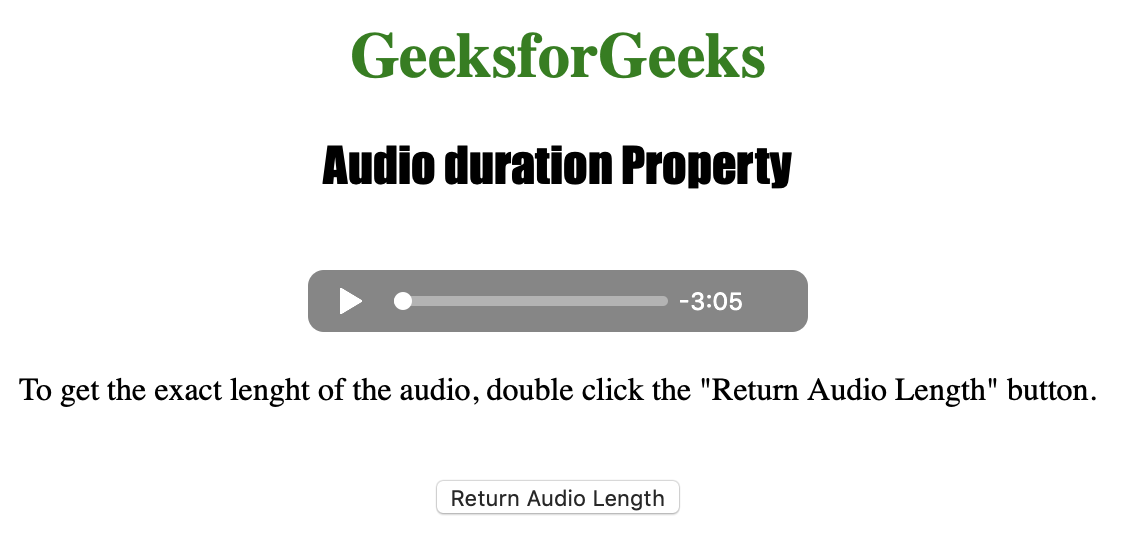 GeeksforGeeks
Audio duration Property
-3:05
To get the exact lenght of the audio, double click the "Return Audio Length" button.
Return Audio Length